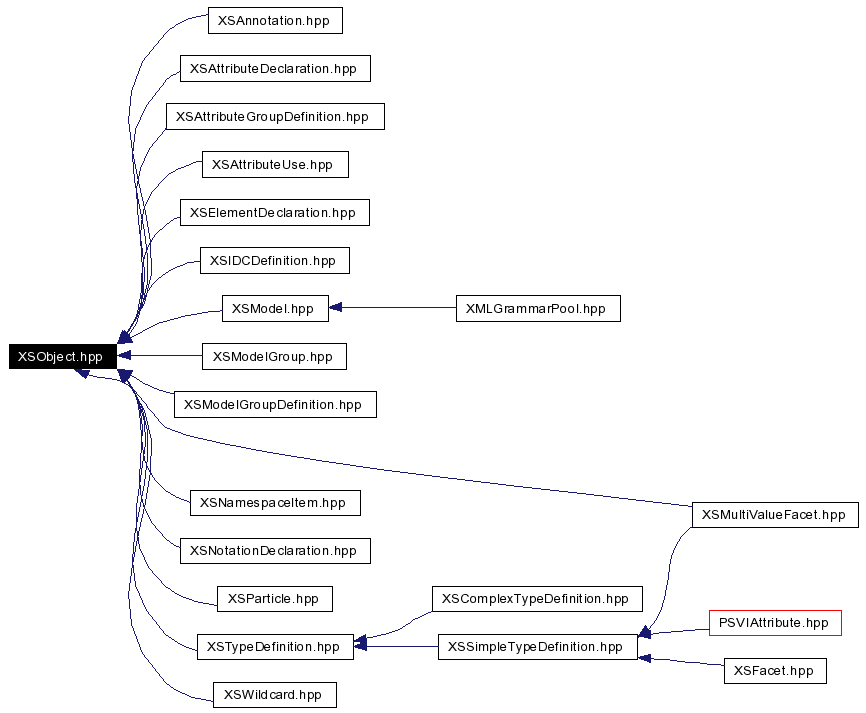 XSAnnotation.hpp
XSAttributeDeclaration.hpp
XSAttributeGroupDefinition.hpp
XSAttributeUse.hpp
XSElementDeclaration.hpp
XSIDCDefinition.hpp
XSModel.hpp
XMLGrammarPool.hpp
XSObject.hpp
XSModelGroup.hpp
XSModelGroupDefinition.hpp
XSNamespaceItem.hpp
XSMultiValueFacet.hpp
XSNotationDeclaration.hpp
XSParticle.hpp
XSComplexTypeDefinition.hpp
PSVIAttribute.hpp
XSTypeDefinition.hpp
XSSimpleTypeDefinition.hpp
XSFacet.hpp
XSWildcard.hpp